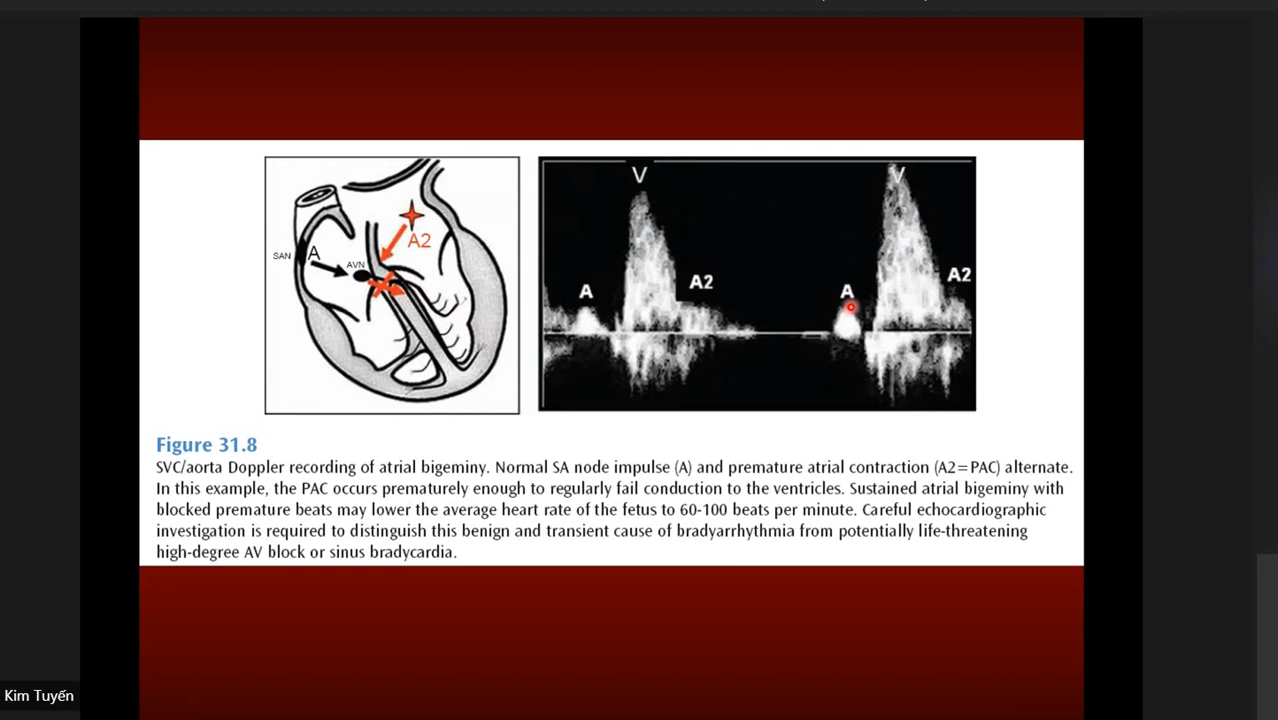 V
V
A2
A
A2
A
A2
A
SAN
AVN
Figure 31.8
SVC/aorta Doppler recording of atrial bigeminy. Normal SA node impulse (A) and premature atrial contraction (A2=PAC) alternate.
In this example, the PAC occurs prematurely enough to regularly fail conduction to the ventricles. Sustained atrial bigeminy with
blocked premature beats may lower the average heart rate of the fetus to 60-100 beats per minute. Careful echocardiographic
investigation is required to distinguish this benign and transient cause of bradyarrhythmia from potentially life-threatening
high-degree AV block or sinus bradycardia.
Kim Tuyến